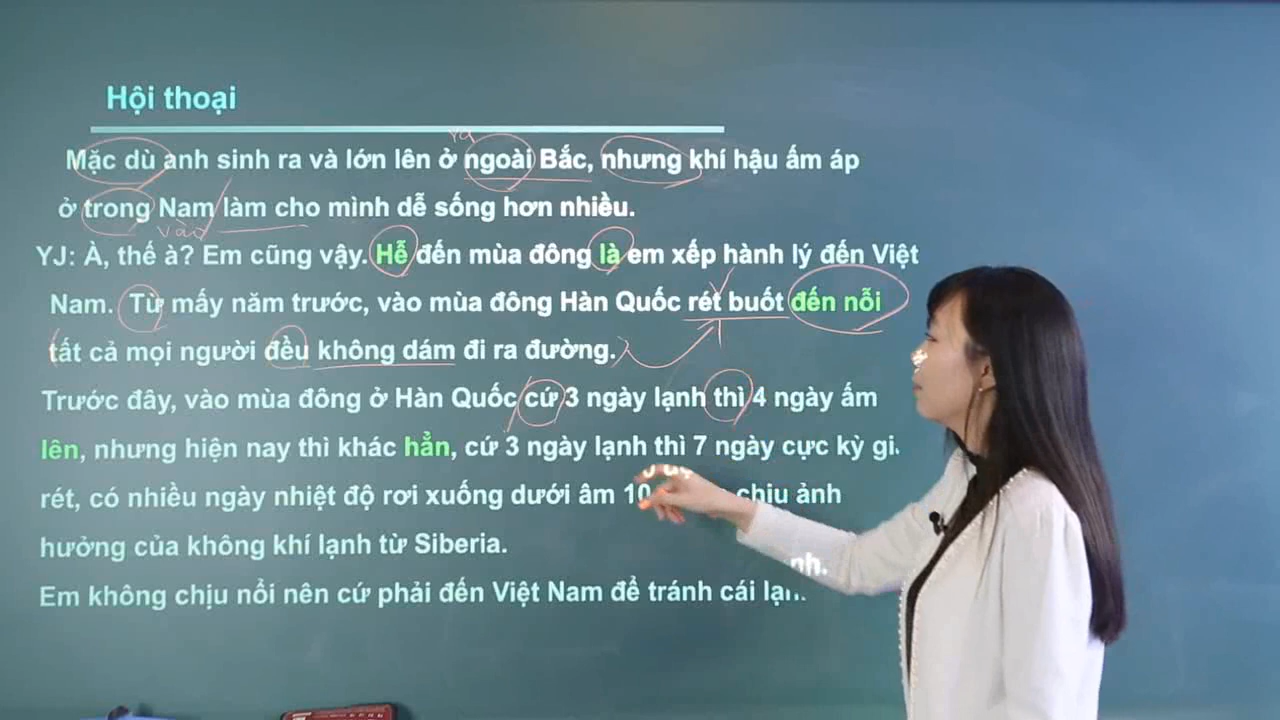 Hội thoại
ra
Mặc dù anh sinh ra và lớn lên ở ngoài Bắc, nhưng khí hậu ấm áp
ở trong Nam làm cho mình dễ sống hơn nhiều.
vào
YJ: À, thế à? Em cũng vậy. Hễ đến mùa đông là em xếp hành lý đến Việt
Nam. Từ mấy năm trước, vào mùa đông Hàn Quốc rét buốt đến nỗi
tất cả mọi người đều không dám đi ra đường.
Trước đây, vào mùa đông ở Hàn Quốc cứ 3 ngày lạnh thì 4 ngày ấm
lên, nhưng hiện nay thì khác hẳn, cứ 3 ngày lạnh thì 7 ngày cực kỳ
rét, có nhiều ngày nhiệt độ rơi xuống dưới âm 10 chịu ảnh
hưởng của không khí lạnh từ Siberia.
Em không chịu nổi nên cứ phải đến Việt Nam để tránh cái lạnh.